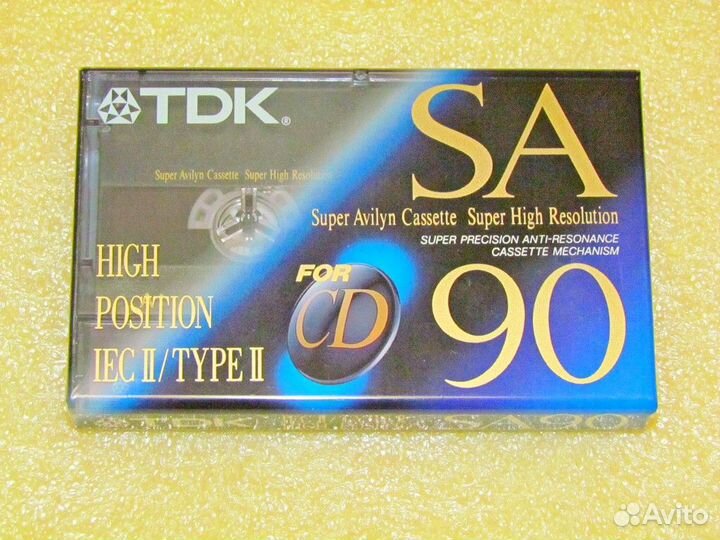 TDK®
SA
Super Avilyn Cassette Super High Resolution
Super Avilyn Cassette Super High Resolution
SUPER PRECISION ANTI-RESONANCE
CASSETTE MECHANISM
HIGH
POSITION
IEC II/TYPE II
FOR
CD
90
SA90
Avito